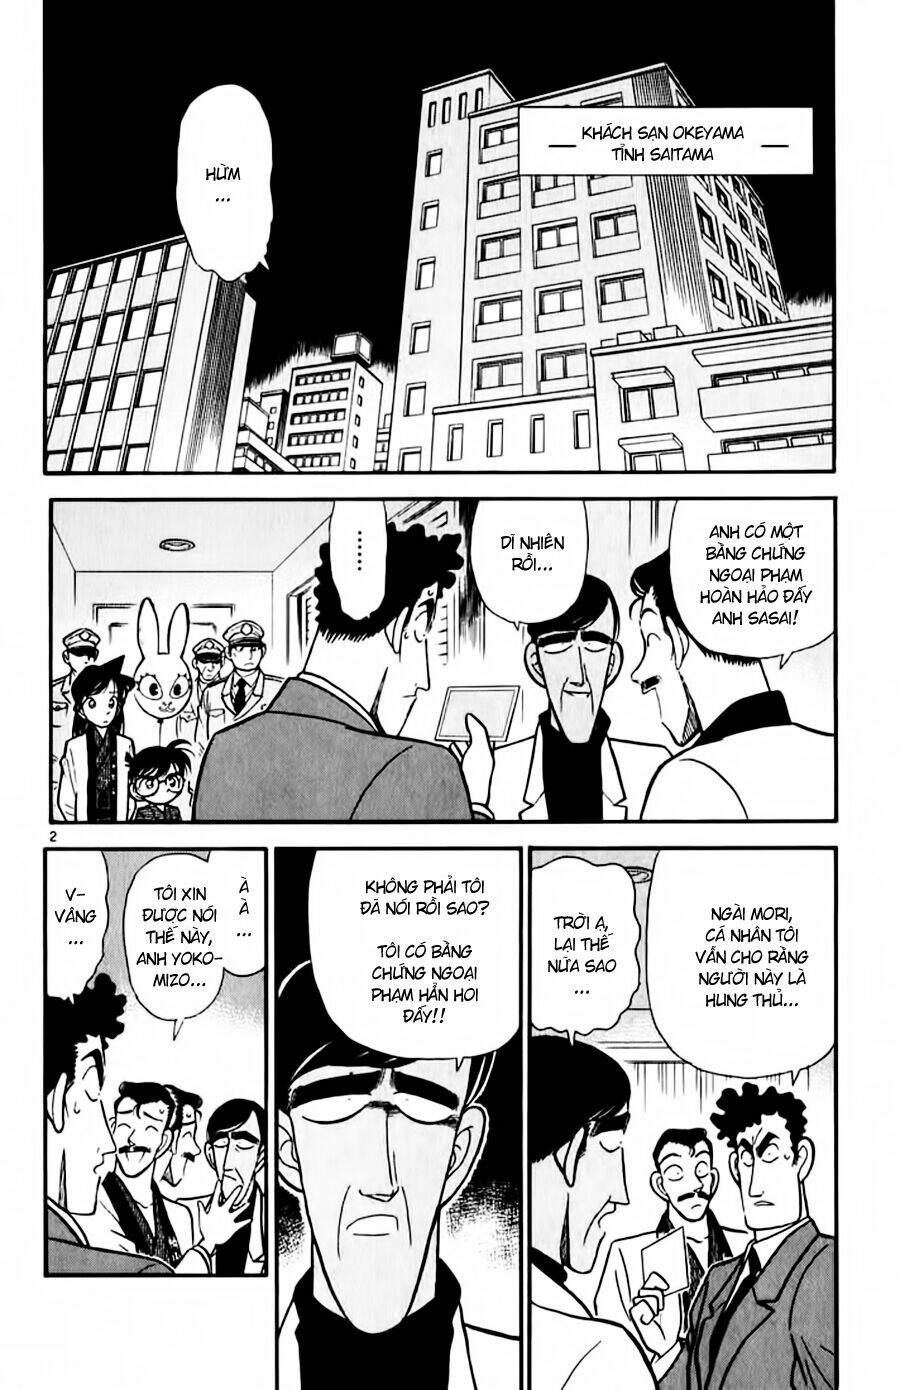 KHÁCH SẠN OKEYAMA
TỈNH SAITAMA
HỪM
...
ANH CÓ MỘT
BẰNG CHỨNG
NGOẠI PHẠM
HOÀN HẢO ĐẤY
ANH SASAI!
DĨ NHIÊN
RỒI...
......
2
NGÀI MORI,
CÁ NHÂN TÔI
VẪN CHO RẰNG
NGƯỜI NÀY LÀ
HUNG THỦ...
TRỜI Ạ,
LẠI THẾ
NỮA SAO
...
KHÔNG PHẢI TÔI
ĐÃ NÓI RỒI SAO?
TÔI CÓ BẰNG
CHỨNG NGOẠI
PHẠM HẲN HOI
ĐẤY!!
À
À
...
TÔI XIN
ĐƯỢC NÓI
THẾ NÀY,
ANH YOKO-
MIZO...
V-
VÂNG
...